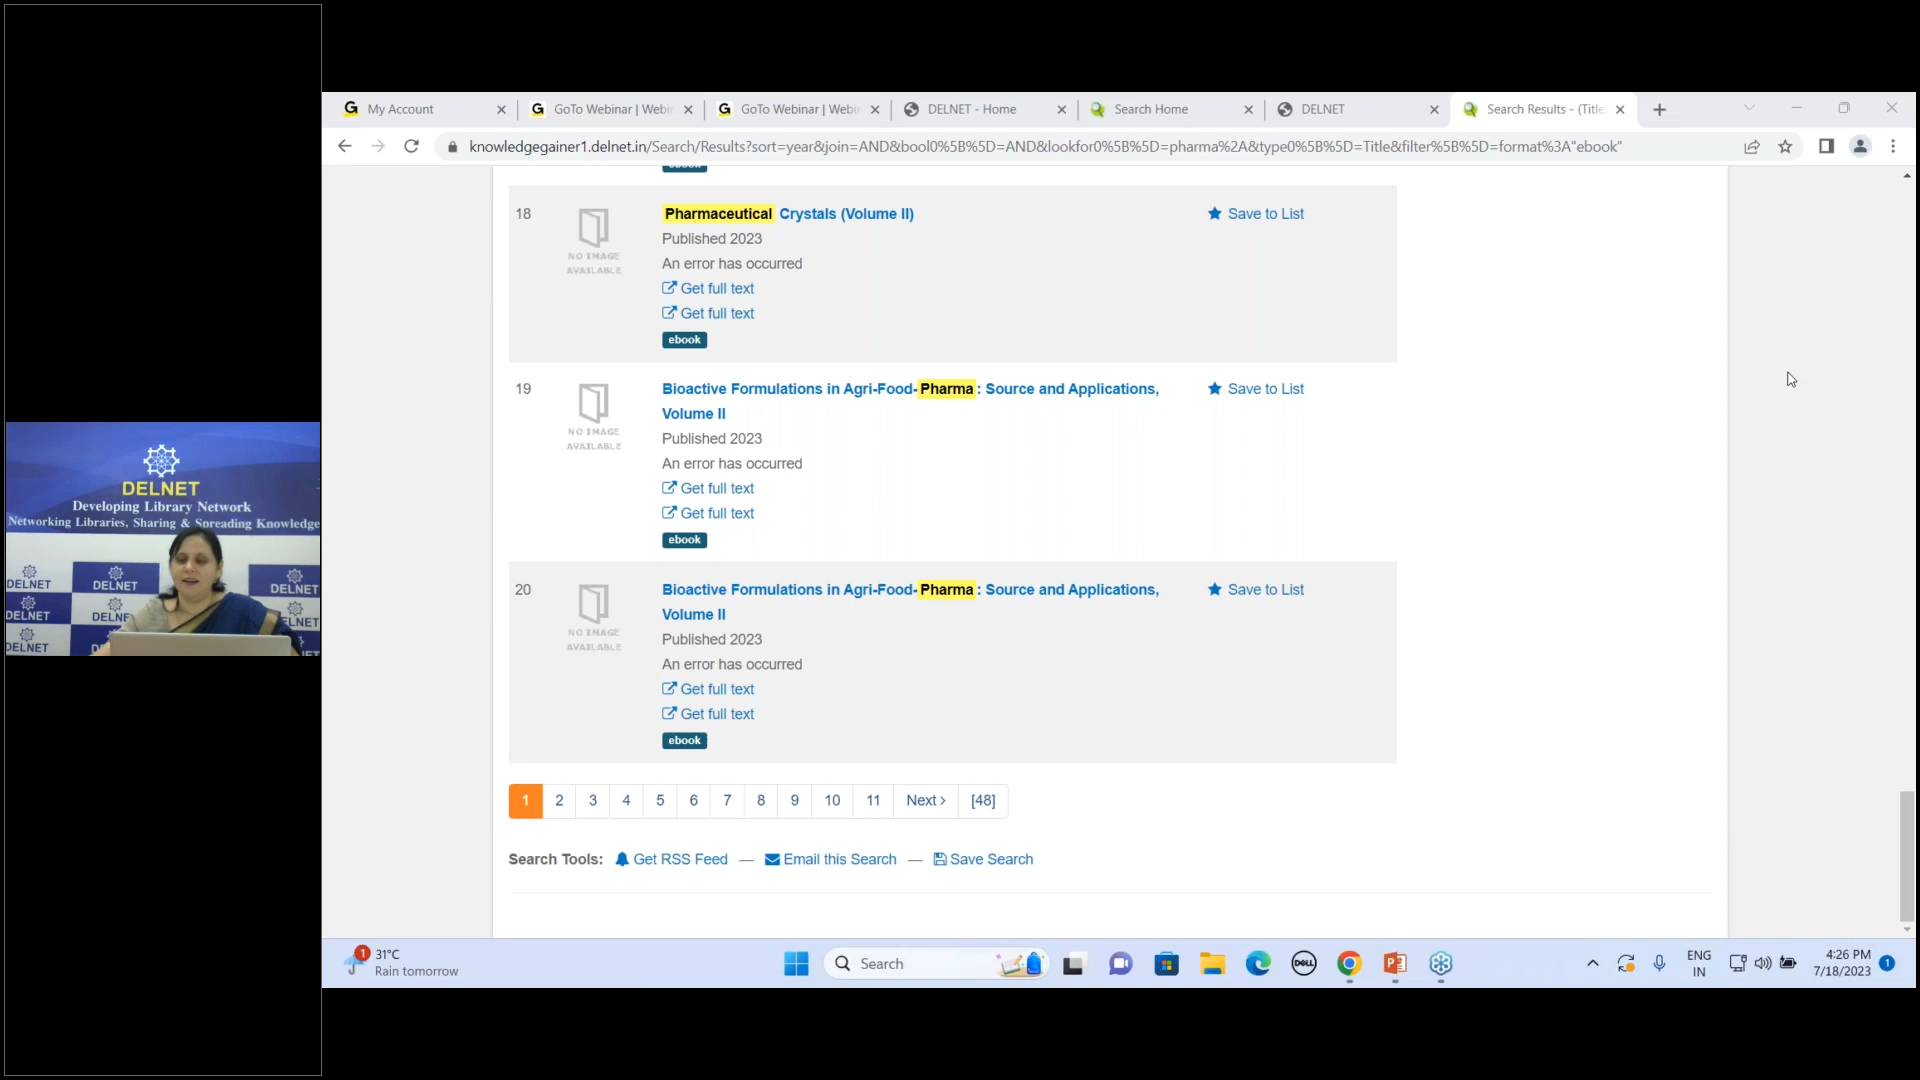 DELNET
Developing Library Network
Networking Libraries, Sharing & Spreading Knowledge
DELNET
DELNET
DELNET
DELNET
DELNET
My Account
GoTo Webinar | Webi
GoTo Webinar | Webi
DELNET - Home
Search Home
DELNET
Search Results - (Title
knowledgegainer1.delnet.in/Search/Results?sort=year&join=AND&bool0%5B%5D=AND&lookfor0%5B%5D=pharma%2A&type0%5B%5D=Title&filter%5B%5D=format%3A"ebook"
18
NO IMAGE
AVAILABLE
Pharmaceutical Crystals (Volume II)
Save to List
Published 2023
An error has occurred
Get full text
Get full text
ebook
19
NO IMAGE
AVAILABLE
Bioactive Formulations in Agri-Food-Pharma: Source and Applications,
Volume II
Save to List
Published 2023
An error has occurred
Get full text
Get full text
ebook
20
NO IMAGE
AVAILABLE
Bioactive Formulations in Agri-Food-Pharma: Source and Applications,
Volume II
Save to List
Published 2023
An error has occurred
Get full text
Get full text
ebook
1 2 3 4 5 6 7 8 9 10 11 Next [48]
Search Tools: Get RSS Feed — Email this Search — Save Search
1
31°C
Rain tomorrow
Search
DELL
ENG
IN
4:26 PM
7/18/2023
1